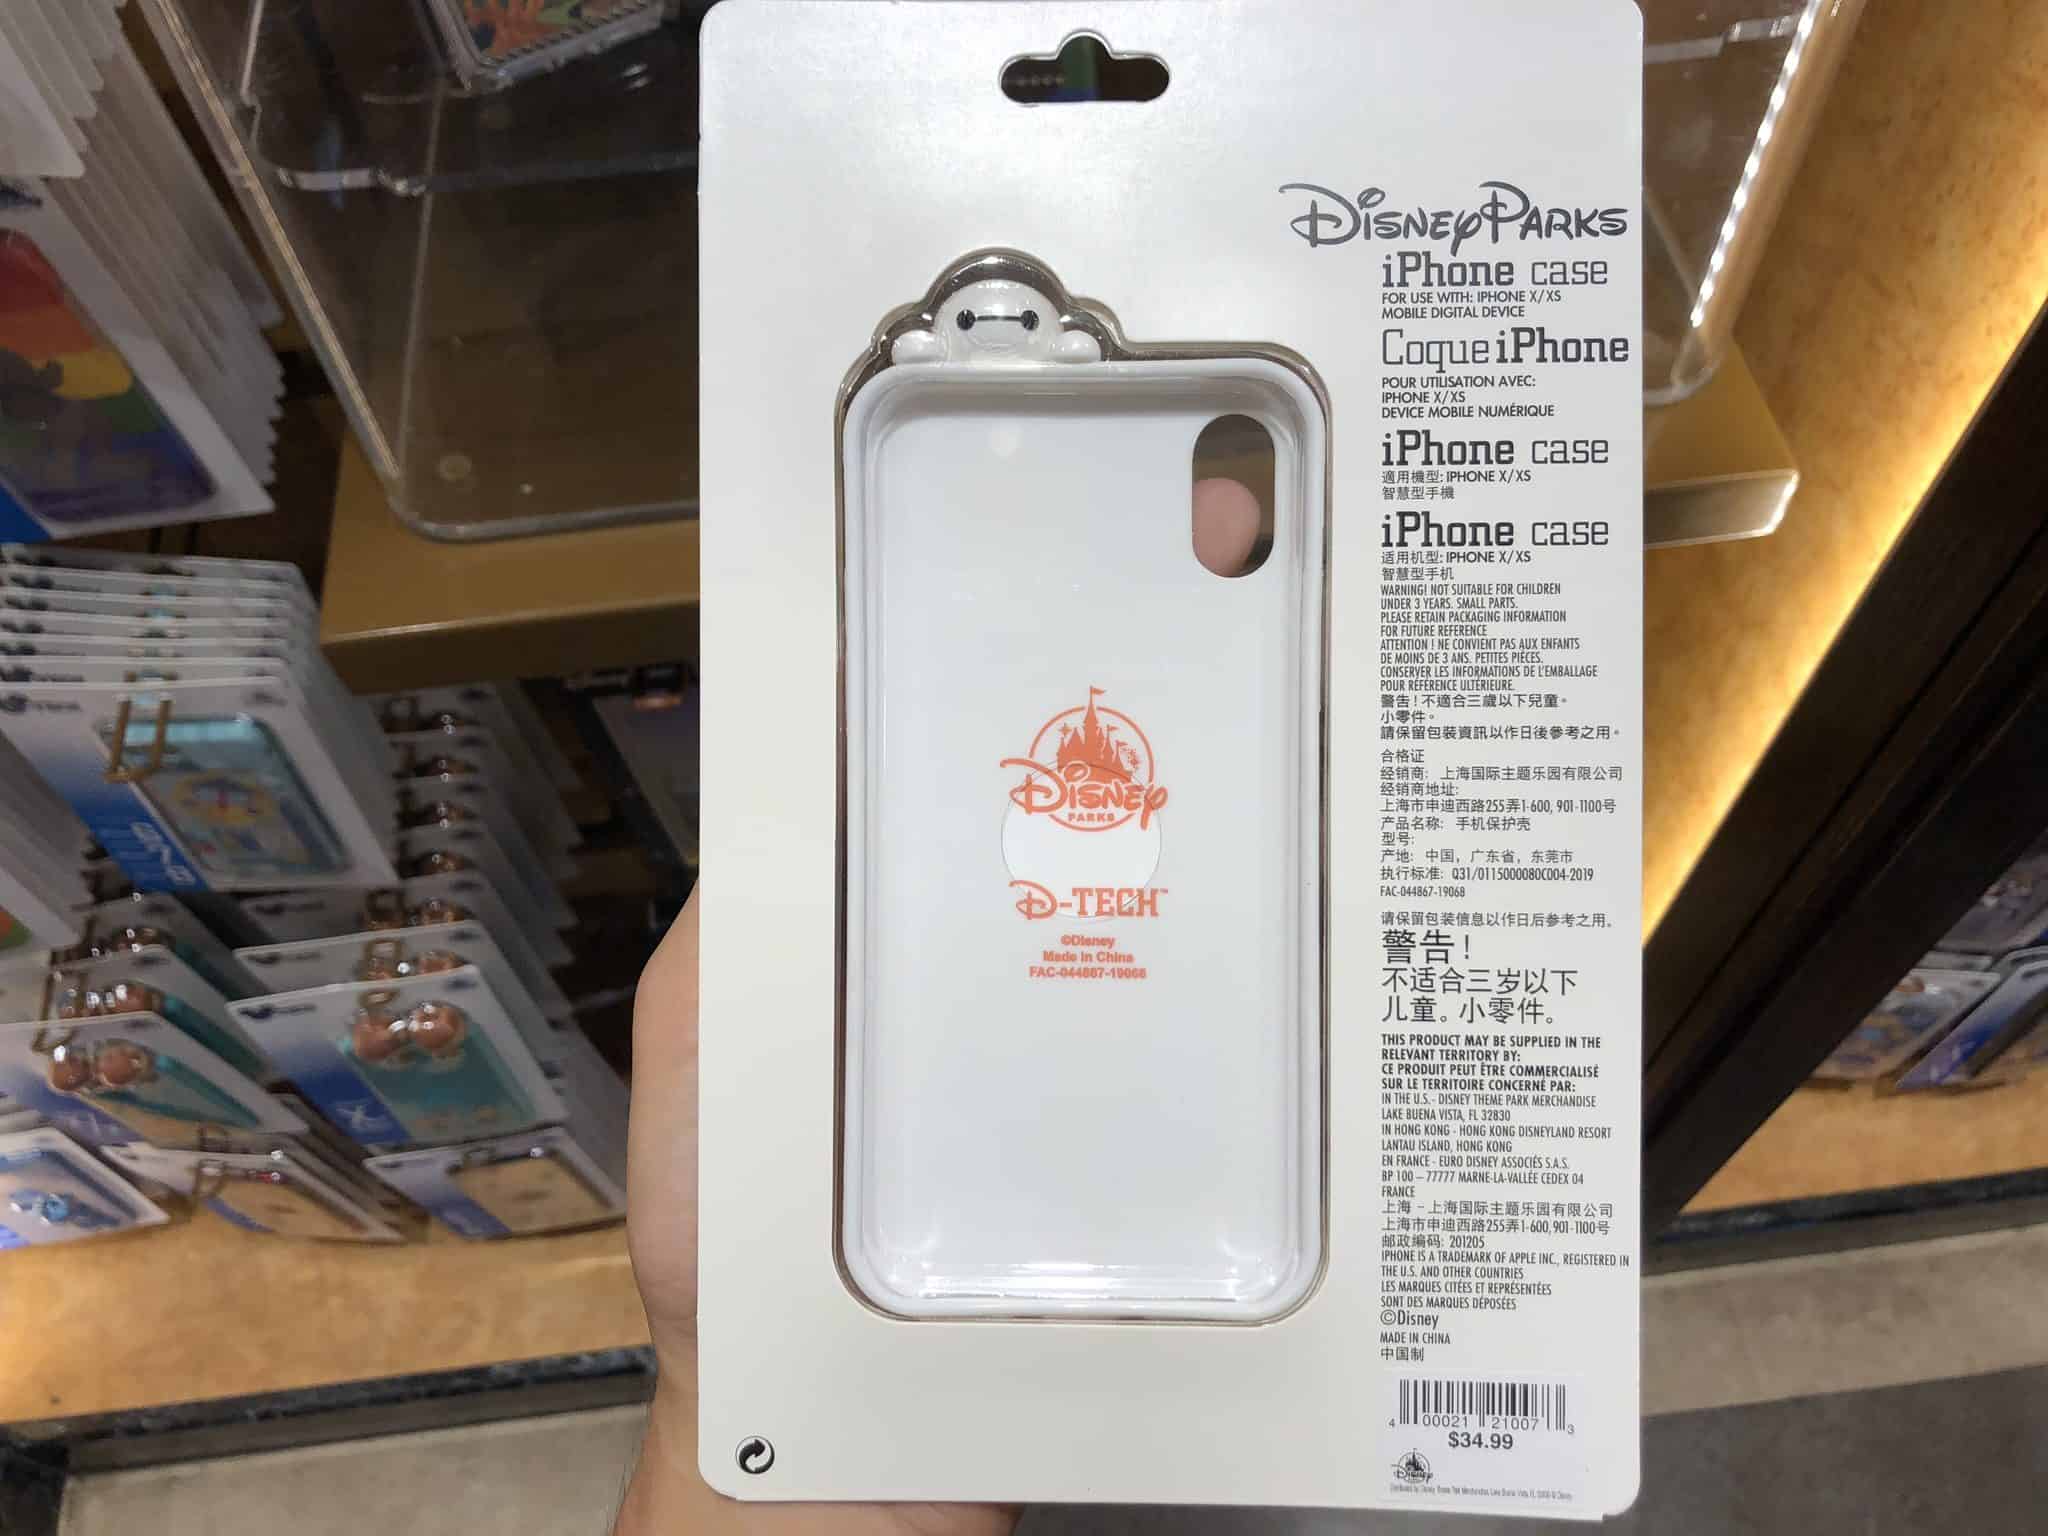 DISNEY PARKS
iPhone case
FOR USE WITH: IPHONE X/XS
MOBILE DIGITAL DEVICE
Coque iPhone
POUR UTILISATION AVEC:
IPHONE X/XS
DEVICE MOBILE NUMÉRIQUE
iPhone case
適用機型: IPHONE X/XS
智慧型手機
iPhone case
适用机型: IPHONE X/XS
智慧型手机
WARNING! NOT SUITABLE FOR CHILDREN
UNDER 3 YEARS. SMALL PARTS.
PLEASE RETAIN PACKAGING INFORMATION
FOR FUTURE REFERENCE
ATTENTION ! NE CONVIENT PAS AUX ENFANTS
DE MOINS DE 3 ANS. PETITES PIÈCES.
CONSERVER LES INFORMATIONS DE L'EMBALLAGE
POUR RÉFÉRENCE ULTÉRIEURE.
警告！不適合三歲以下兒童。
小零件。
請保留包裝資訊以作日後參考之用。
合格证
经销商: 上海国际主题乐园有限公司
经销商地址:
上海市申迪西路255弄1-600, 901-1100号
产品名称: 手机保护壳
型号:
产地: 中国，广东省，东莞市
执行标准: Q31/0115000080C004-2019
FAC-044867-19068
请保留包装信息以作日后参考之用。
警告！
不适合三岁以下
儿童。小零件。
THIS PRODUCT MAY BE SUPPLIED IN THE
RELEVANT TERRITORY BY:
CE PRODUIT PEUT ÊTRE COMMERCIALISÉ
SUR LE TERRITOIRE CONCERNÉ PAR:
IN THE U.S.- DISNEY THEME PARK MERCHANDISE
LAKE BUENA VISTA, FL 32830
IN HONG KONG - HONG KONG DISNEYLAND RESORT
LANTAU ISLAND, HONG KONG
EN FRANCE - EURO DISNEY ASSOCIÉS S.A.S.
BP 100 – 77777 MARNE-LA-VALLÉE CEDEX 04
FRANCE
上海 - 上海国际主题乐园有限公司
上海市申迪西路255弄1-600, 901-1100号
邮政编码: 201205
IPHONE IS A TRADEMARK OF APPLE INC., REGISTERED IN
THE U.S. AND OTHER COUNTRIES
LES MARQUES CITÉES ET REPRÉSENTÉES
SONT DES MARQUES DÉPOSÉES
©Disney
MADE IN CHINA
中国制
4 00021 21007 3
$34.99
Disney
DISNEY
PARKS
D-TECH™
©Disney
Made in China
FAC-044867-19068